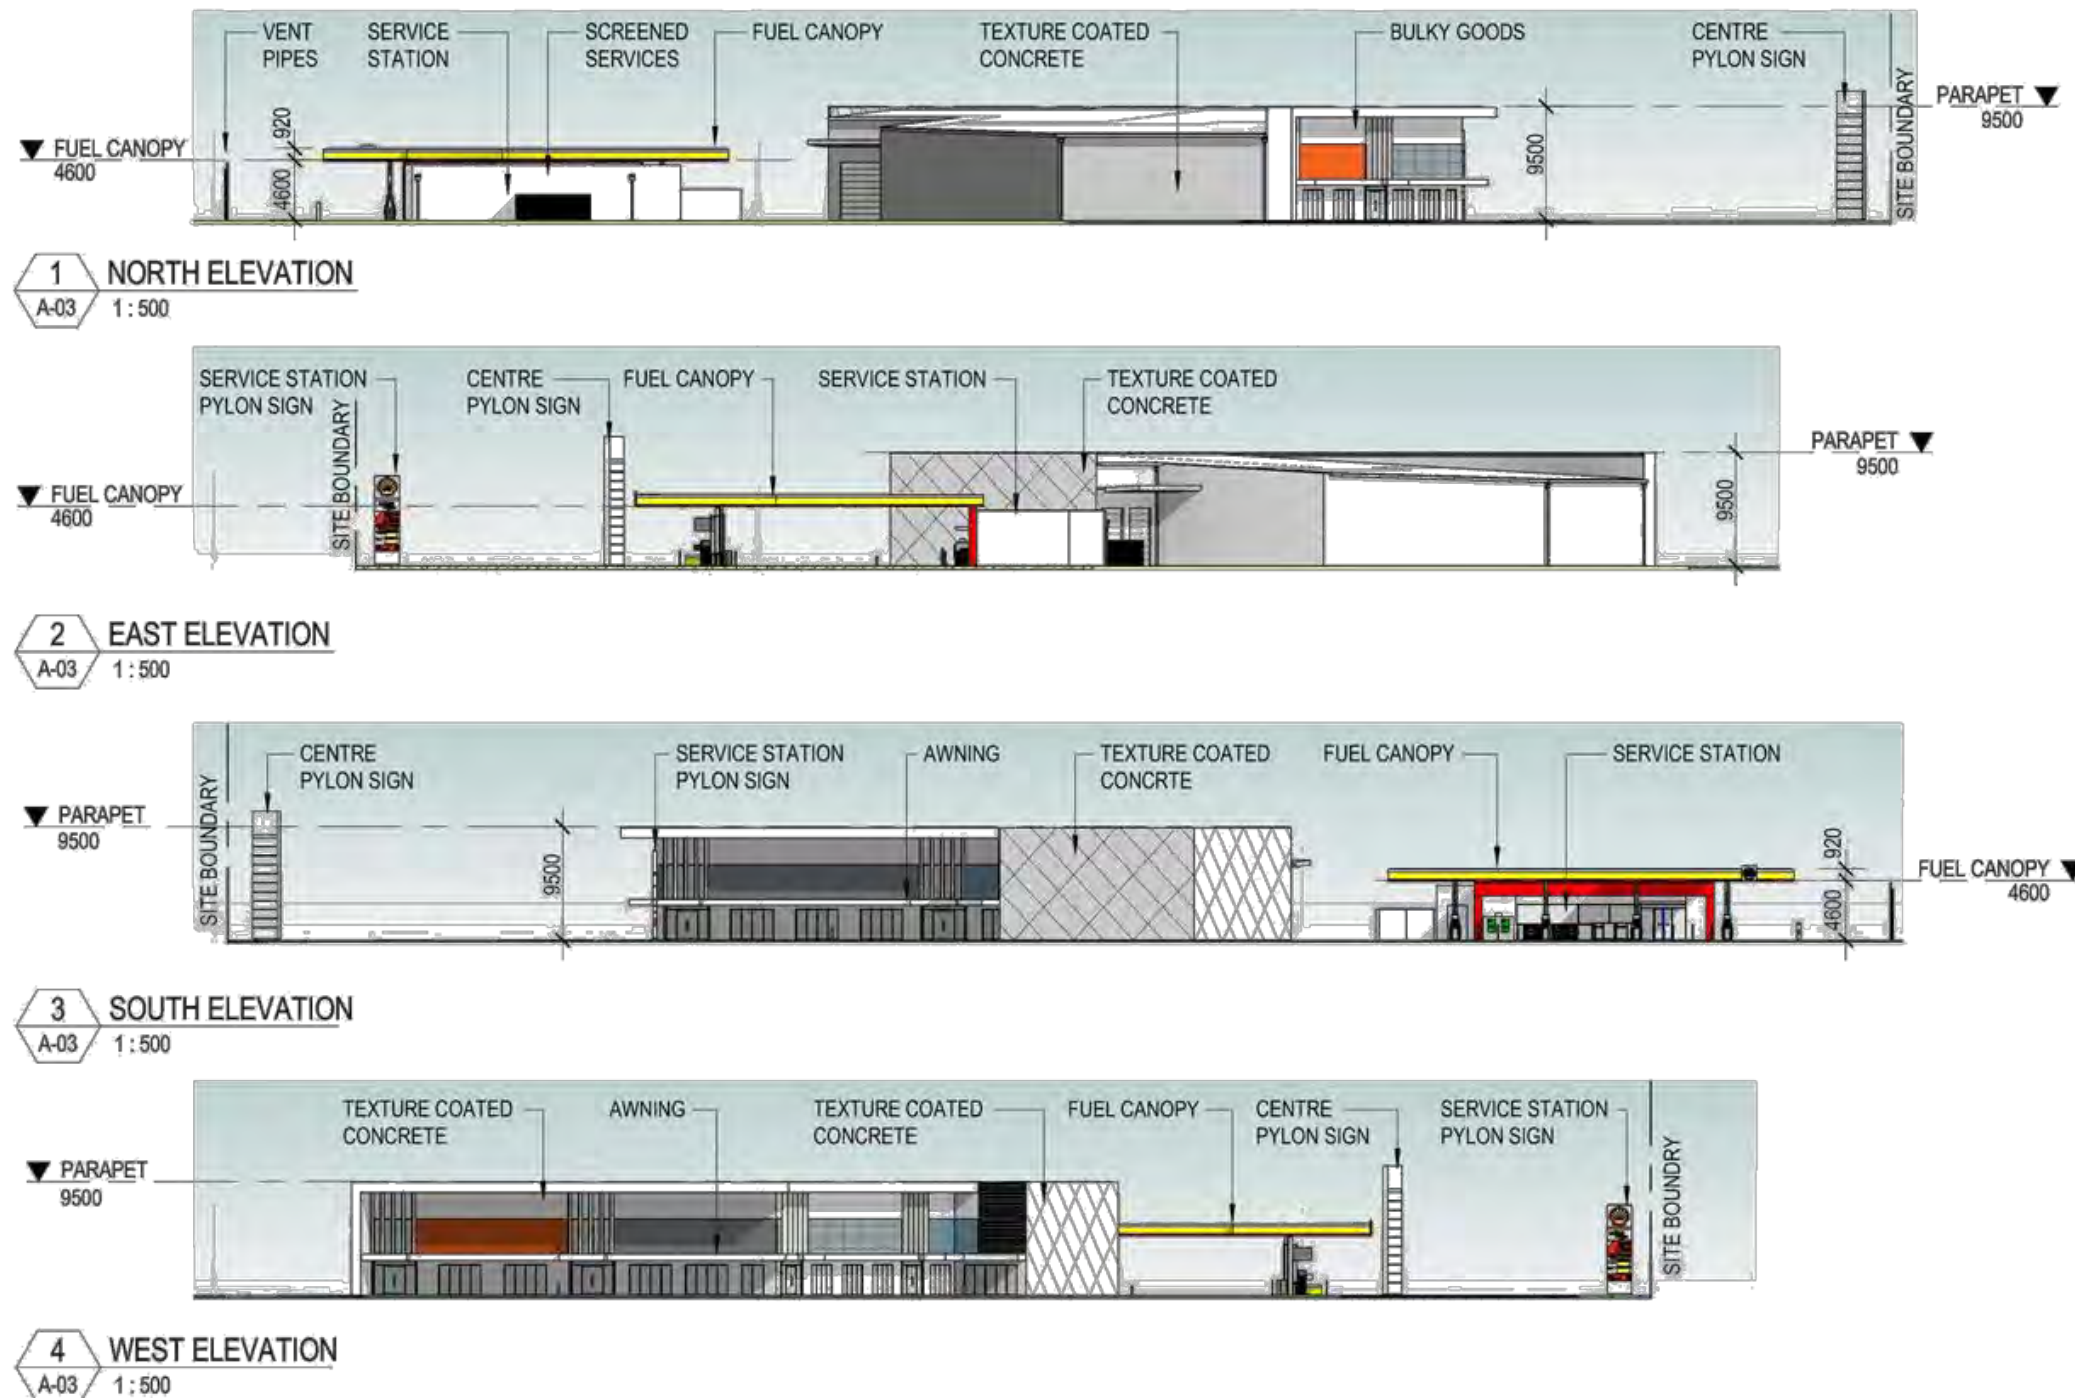 VENT
PIPES
SERVICE
STATION
SCREENED
SERVICES
FUEL CANOPY
TEXTURE COATED
CONCRETE
BULKY GOODS
CENTRE
PYLON SIGN
SITE BOUNDARY
PARAPET
9500
FUEL CANOPY
4600
920
4600
9500
1 NORTH ELEVATION
A-03 1 : 500
SERVICE STATION
PYLON SIGN
SITE BOUNDARY
CENTRE
PYLON SIGN
FUEL CANOPY
SERVICE STATION
TEXTURE COATED
CONCRETE
PARAPET
9500
FUEL CANOPY
4600
9500
2 EAST ELEVATION
A-03 1 : 500
SITE BOUNDARY
CENTRE
PYLON SIGN
SERVICE STATION
PYLON SIGN
AWNING
TEXTURE COATED
CONCRTE
FUEL CANOPY
SERVICE STATION
PARAPET
9500
9500
920
4600
FUEL CANOPY
4600
3 SOUTH ELEVATION
A-03 1 : 500
TEXTURE COATED
CONCRETE
AWNING
TEXTURE COATED
CONCRETE
FUEL CANOPY
CENTRE
PYLON SIGN
SERVICE STATION
PYLON SIGN
SITE BOUNDRY
PARAPET
9500
4 WEST ELEVATION
A-03 1 : 500